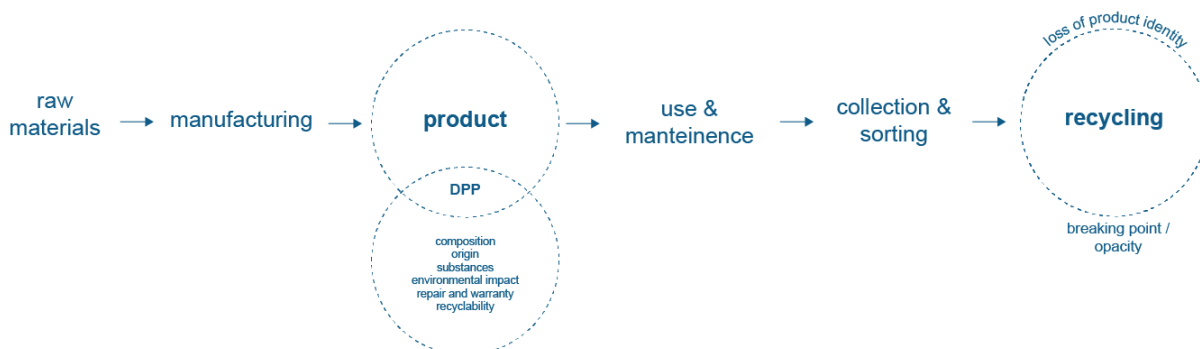 raw
materials
manufacturing
product
DPP
composition
origin
substances
environmental impact
repair and warranty
recyclability
use &
manteinence
collection &
sorting
loss of product identity
recycling
breaking point /
opacity